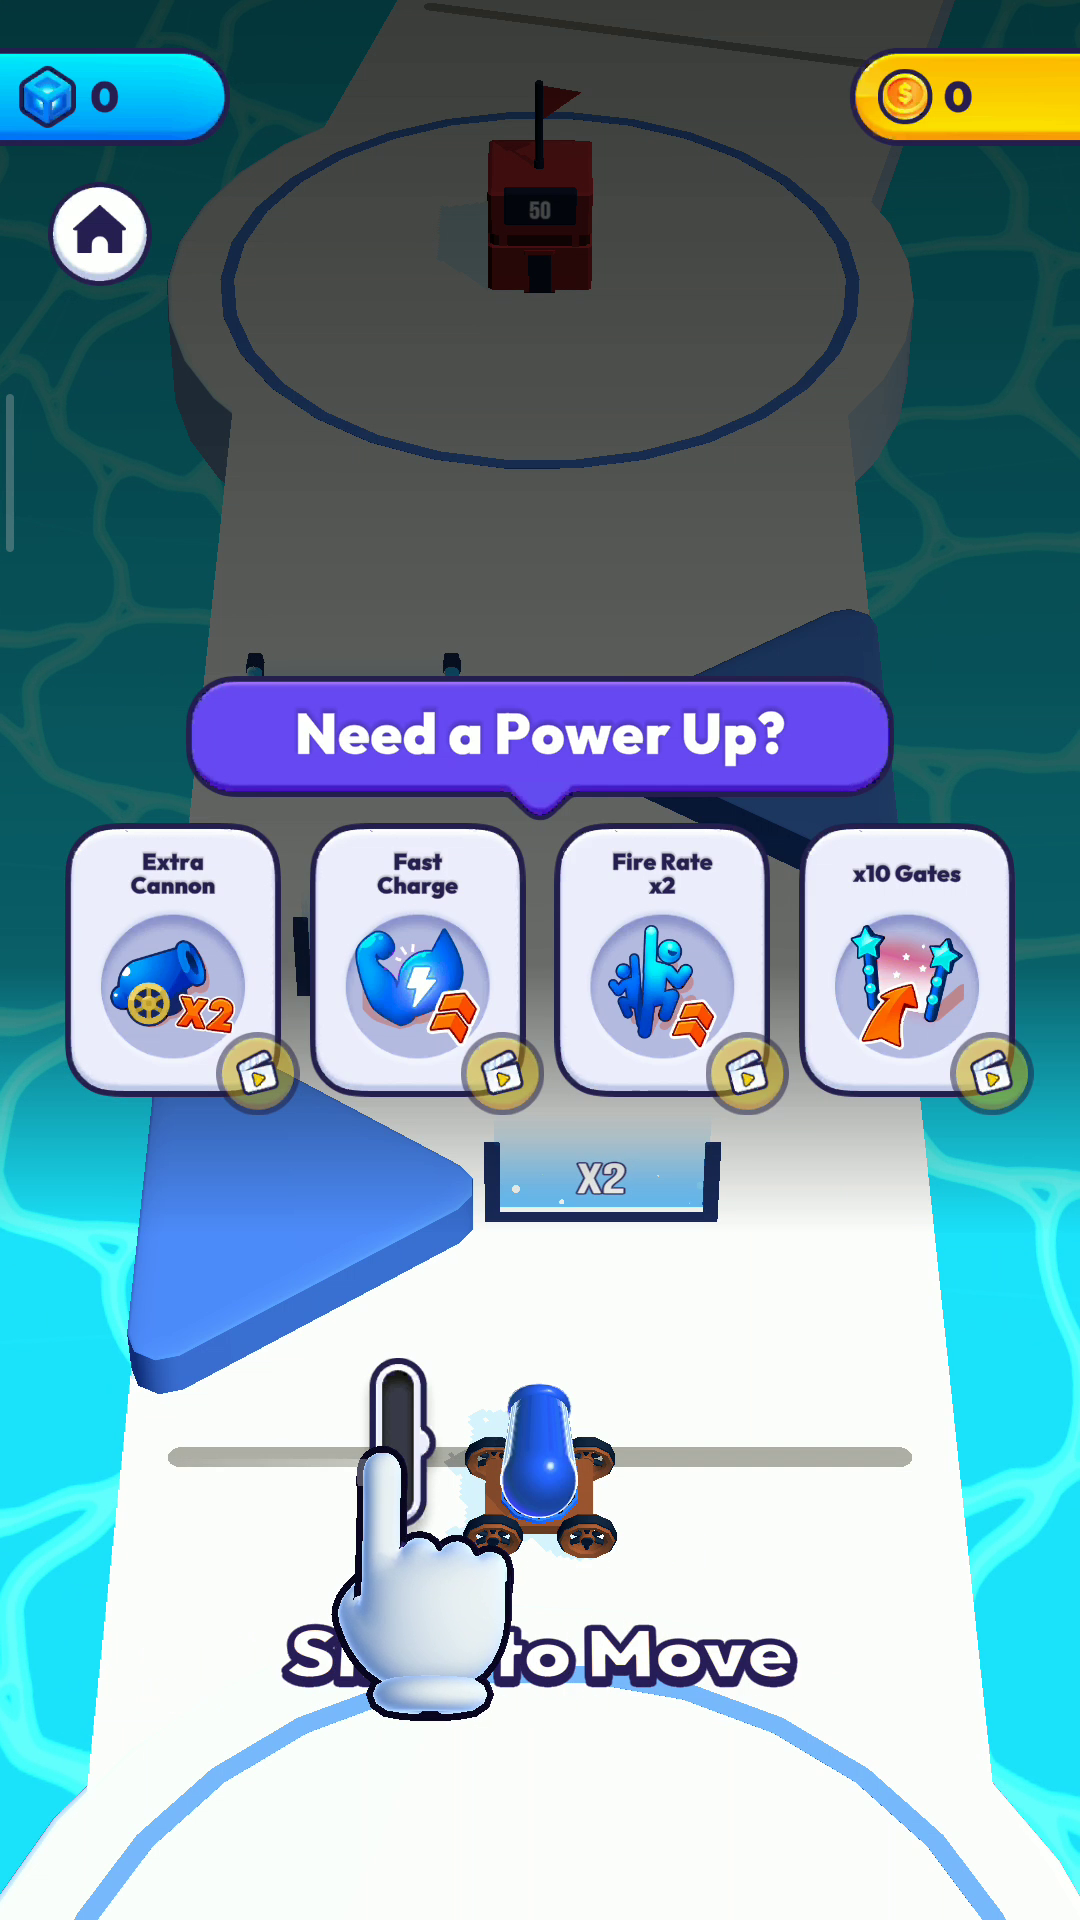 0
0
50
Need a Power Up?
Extra
Cannon
Fast
Charge
Fire Rate
x2
x10 Gates
X2
X2
to Move